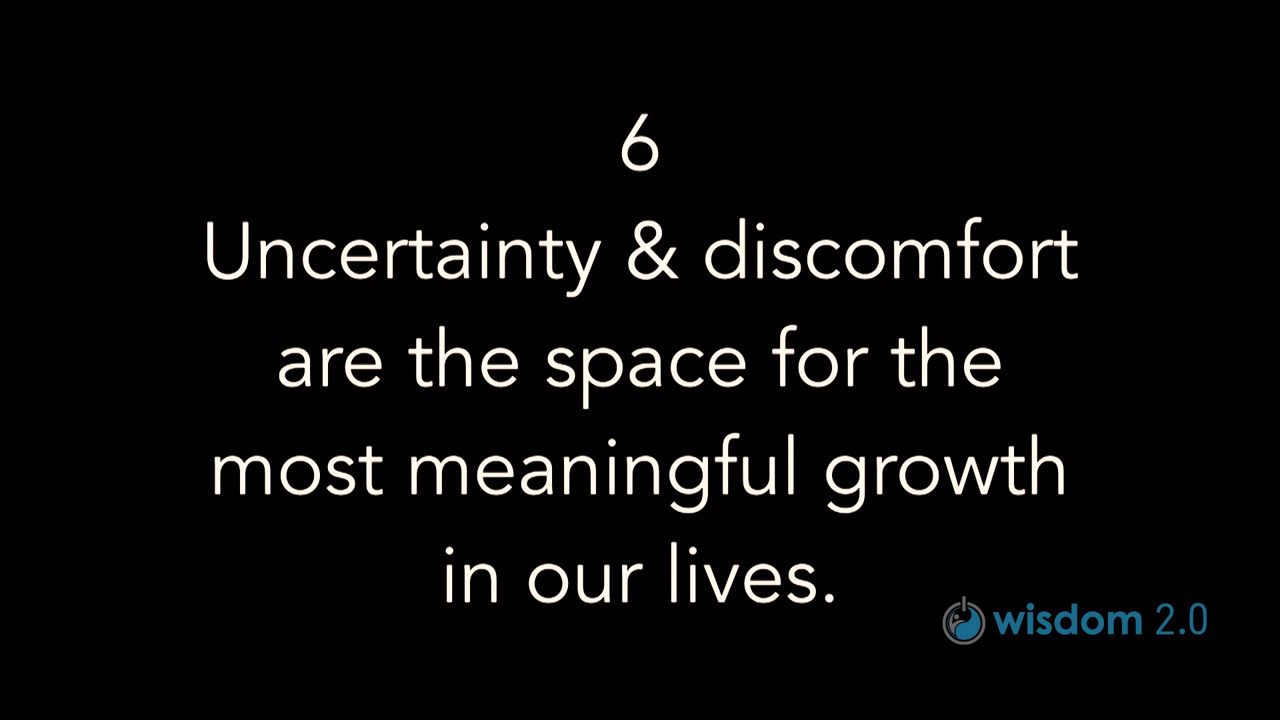 6
Uncertainty & discomfort
are the space for the
most meaningful growth
in our lives.
wisdom 2.0